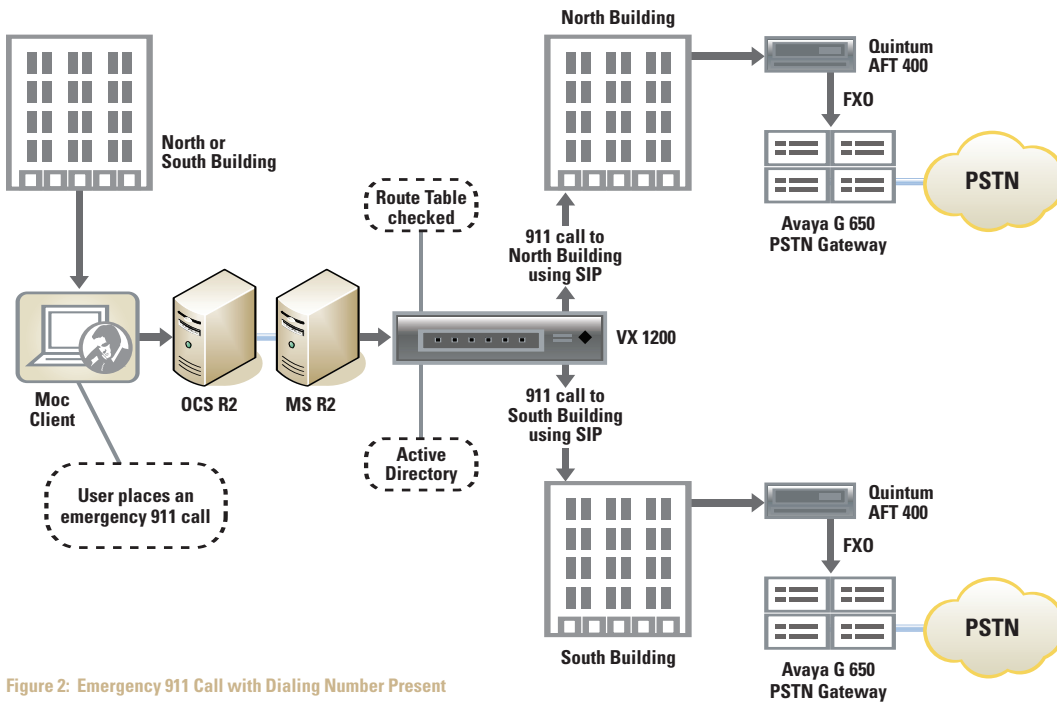 North Building
Quintum
AFT 400
FXO
PSTN
Avaya G 650
PSTN Gateway
North or
South Building
Route Table
checked
911 call to
North Building
using SIP
VX 1200
Moc
Client
OCS R2
MS R2
911 call to
South Building
using SIP
Active
Directory
User places an
emergency 911 call
Quintum
AFT 400
FXO
PSTN
South Building
Avaya G 650
PSTN Gateway
Figure 2: Emergency 911 Call with Dialing Number Present